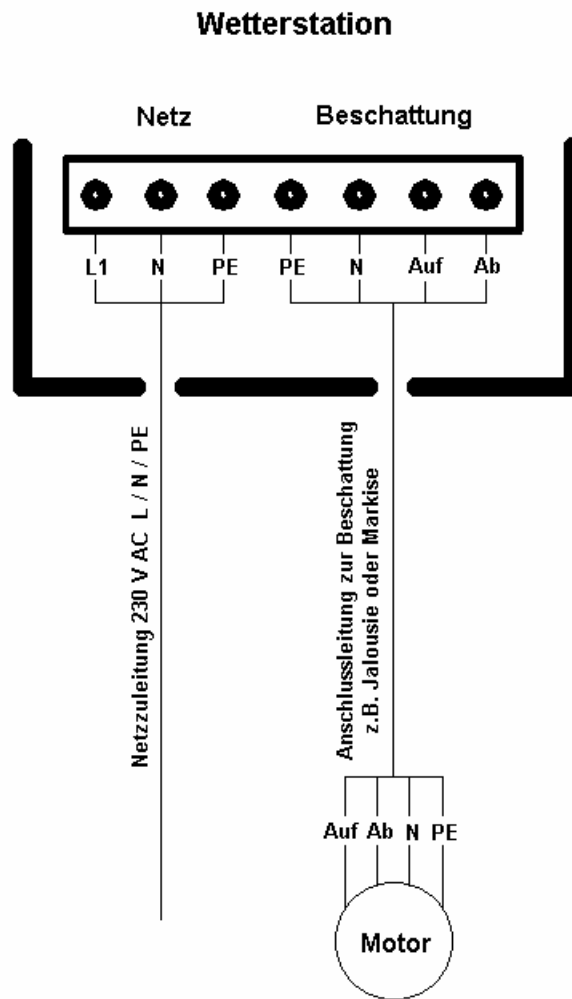 Wetterstation
Netz Beschattung
L1 N PE PE N Auf Ab
Netzzuleitung 230 V AC L / N / PE
Anschlussleitung zur Beschattung
z.B. Jalousie oder Markise
Auf Ab N PE
Motor